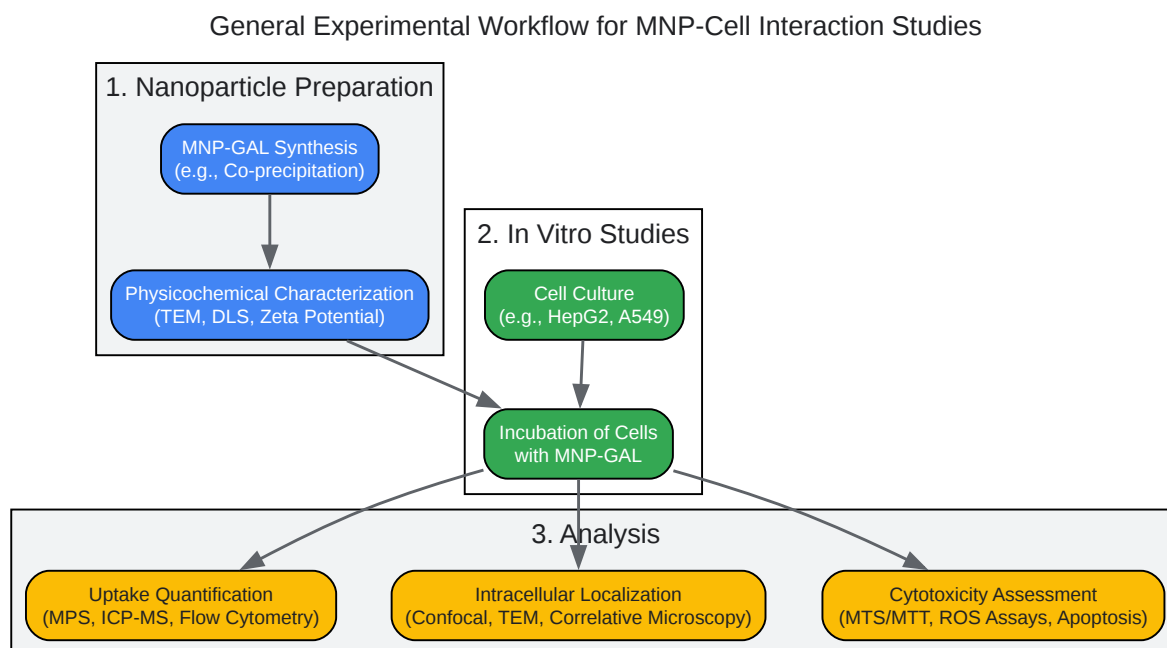 General Experimental Workflow for MNP-Cell Interaction Studies
1. Nanoparticle Preparation
MNP-GAL Synthesis
(e.g., Co-precipitation)
Physicochemical Characterization
(TEM, DLS, Zeta Potential)
2. In Vitro Studies
Cell Culture
(e.g., HepG2, A549)
Incubation of Cells
with MNP-GAL
3. Analysis
Uptake Quantification
(MPS, ICP-MS, Flow Cytometry)
Intracellular Localization
(Confocal, TEM, Correlative Microscopy)
Cytotoxicity Assessment
(MTS/MTT, ROS Assays, Apoptosis)